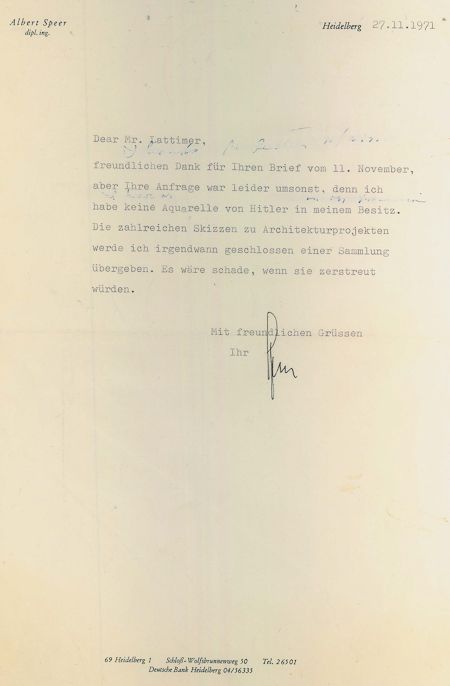 Albert Speer
dipl. ing.
Heidelberg 27.11.1971
Dear Mr. Lattimer,
freundlichen Dank für Ihren Brief vom 11. November,
aber Ihre Anfrage war leider umsonst, denn ich
habe keine Aquarelle von Hitler in meinem Besitz.
Die zahlreichen Skizzen zu Architekturprojekten
werde ich irgendwann geschlossen einer Sammlung
übergeben. Es wäre schade, wenn sie zerstreut
würden.
Mit freundlichen Grüssen
Ihr
69 Heidelberg 1 Schloß-Wolfsbrunnenweg 50 Tel. 26501
Deutsche Bank Heidelberg 04/56335